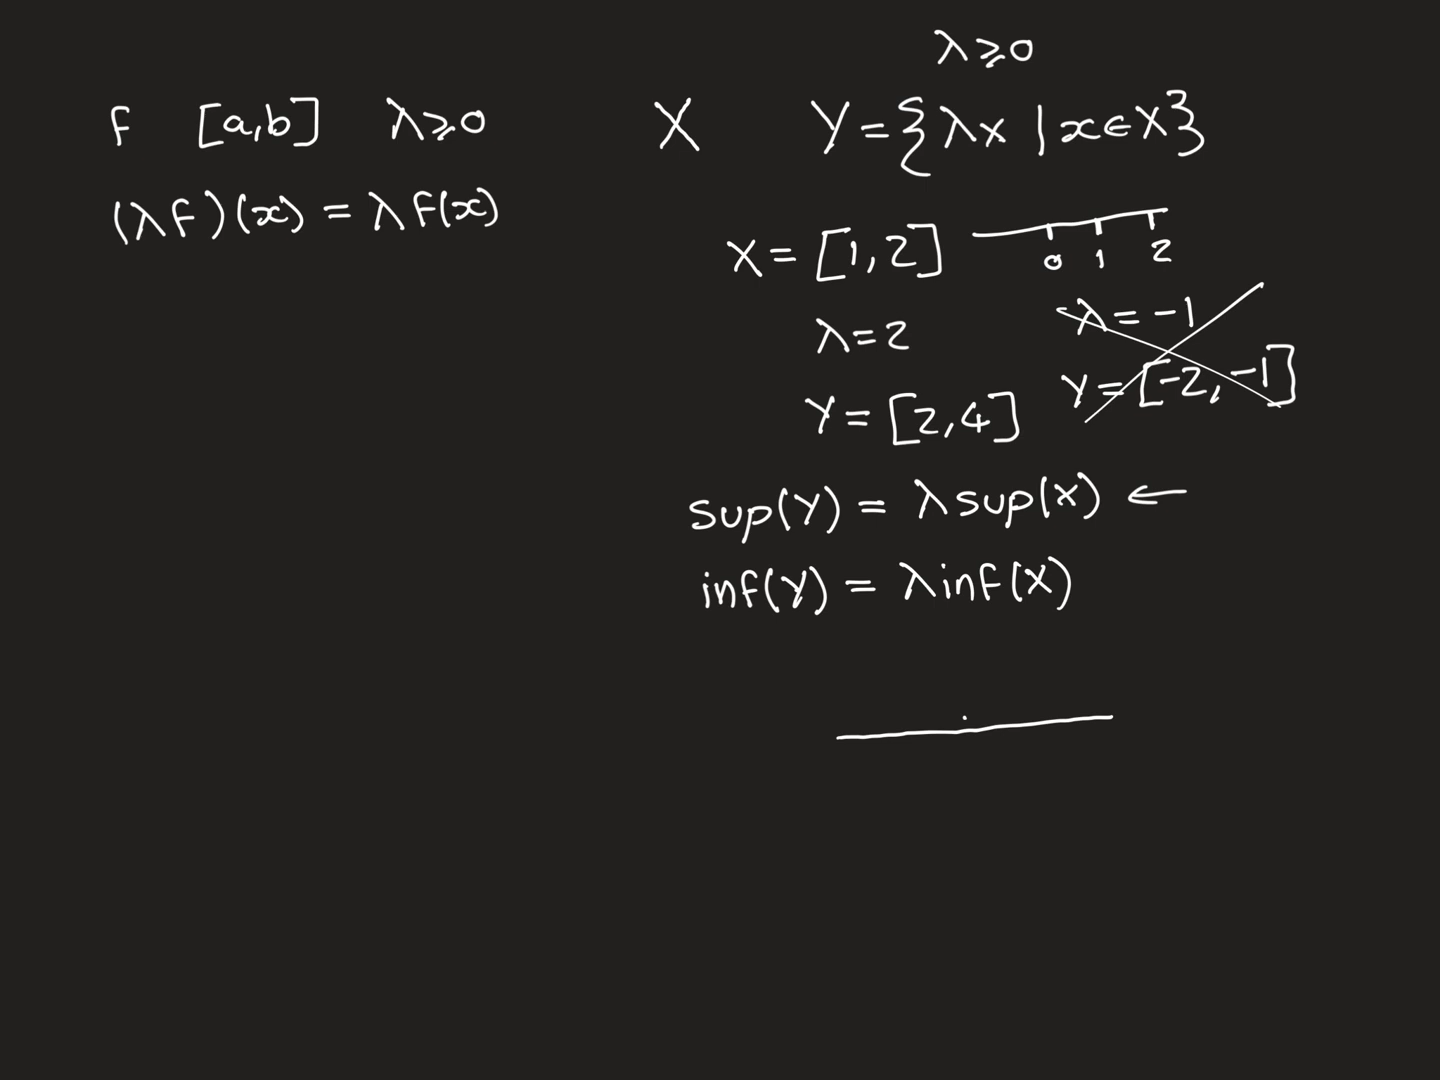 f [a,b] λ⩾0
(λf)(x) = λf(x)
λ⩾0
X Y={λx | x∈X}
X = [1,2]
0 1 2
λ=2
λ = -1
Y = [2,4]
Y = [-2,-1]
sup(Y) = λsup(X) ←
inf(Y) = λinf(X)